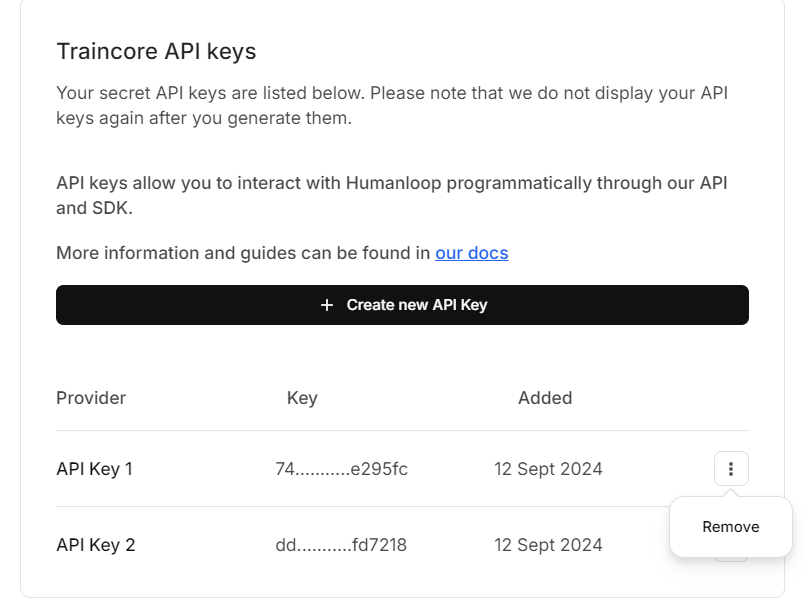 Traincore API keys
Your secret API keys are listed below. Please note that we do not display your API
keys again after you generate them.
API keys allow you to interact with Humanloop programmatically through our API
and SDK.
More information and guides can be found in our docs
+ Create new API Key
Provider Key Added
API Key 1 74...........e295fc 12 Sept 2024
Remove
API Key 2 dd...........fd7218 12 Sept 2024